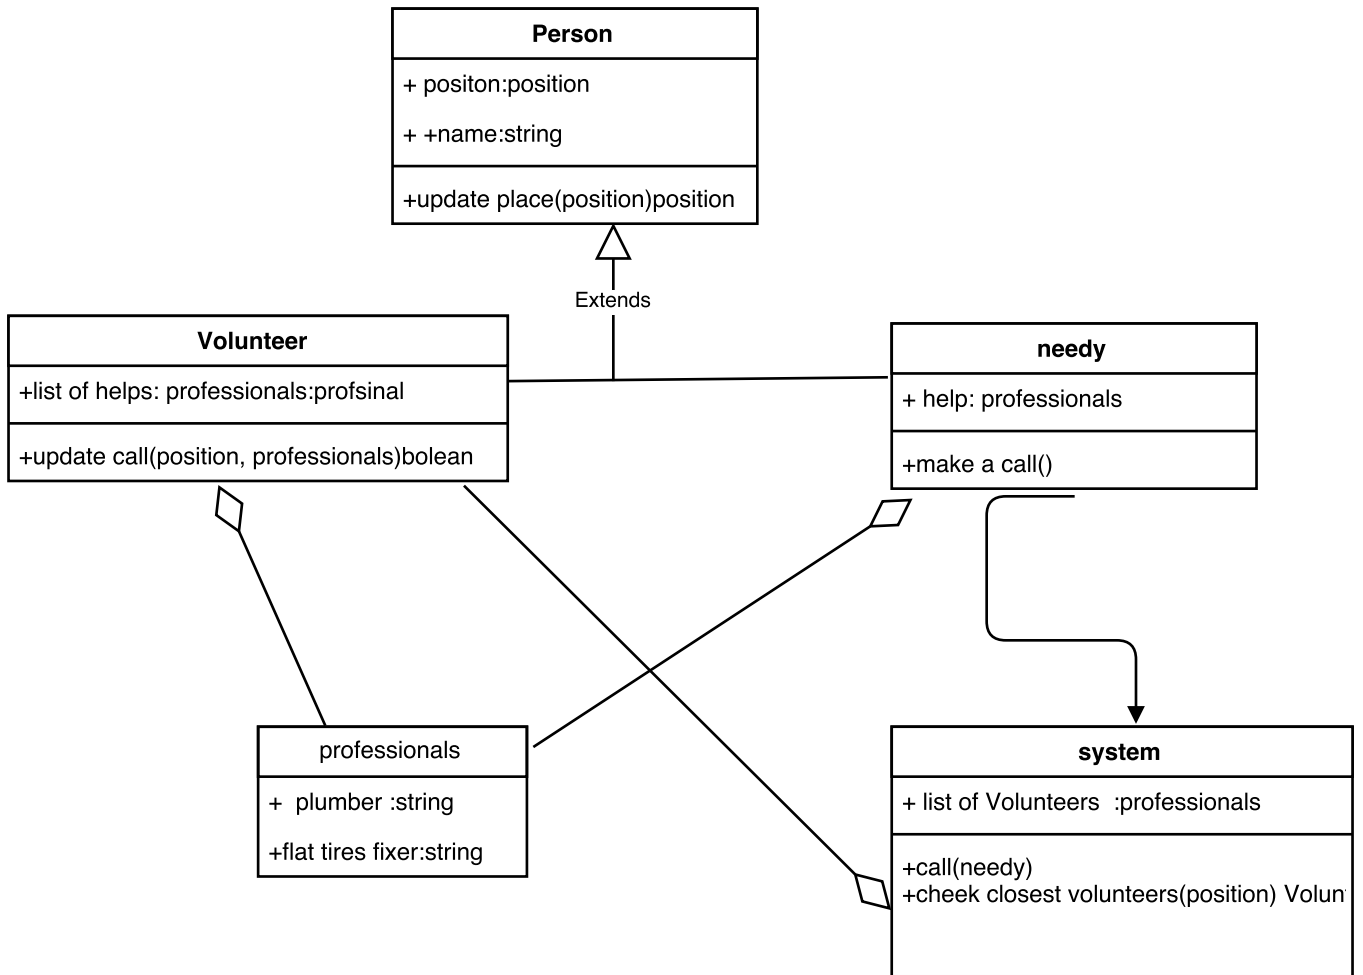 Person
+ positon:position
+ +name:string
+update place(position)position
Extends
Volunteer
+list of helps: professionals:profsinal
+update call(position, professionals)bolean
needy
+ help: professionals
+make a call()
professionals
+ plumber :string
+flat tires fixer:string
system
+ list of Volunteers :professionals
+call(needy)
+cheek closest volunteers(position) Volun